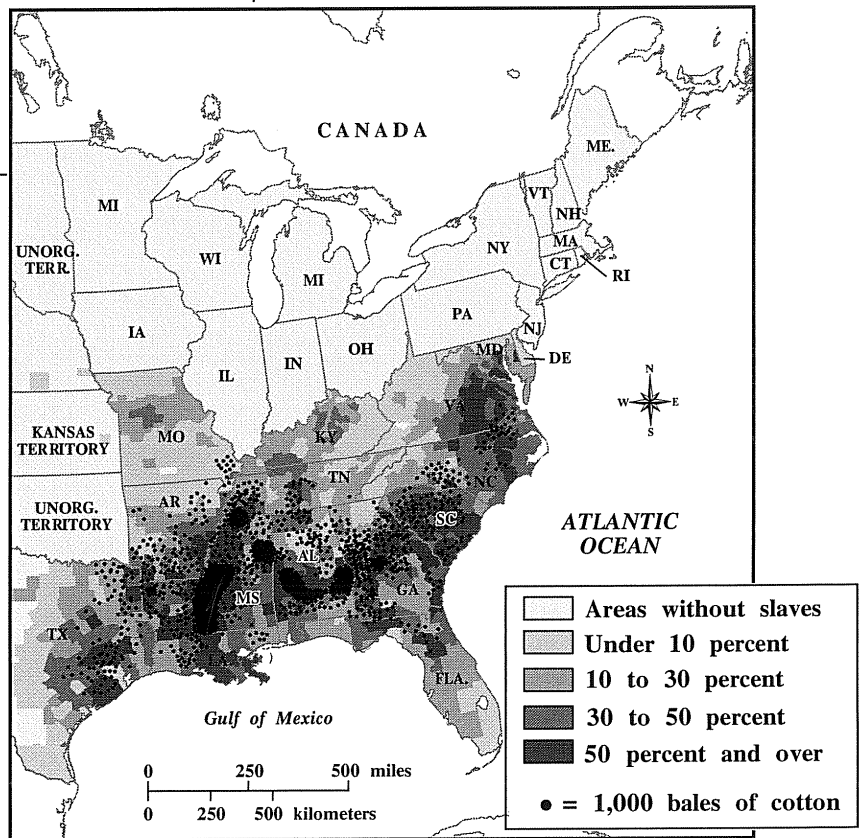 CANADA
ME.
VT
NH
MI
MA
NY
WI
CT
UNORG.
TERR.
RI
MI
PA
IA
NJ
OH
MD
DE
IN
IL
N
W
E
S
VA
KANSAS
TERRITORY
MO
KY
TN
NC
AR
UNORG.
TERRITORY
SC
ATLANTIC
OCEAN
AL
GA
MS
TX
LA
FLA.
Gulf of Mexico
0 500 miles
0 250 500 kilometers
Areas without slaves
Under 10 percent
10 to 30 percent
30 to 50 percent
50 percent and over
= 1,000 bales of cotton